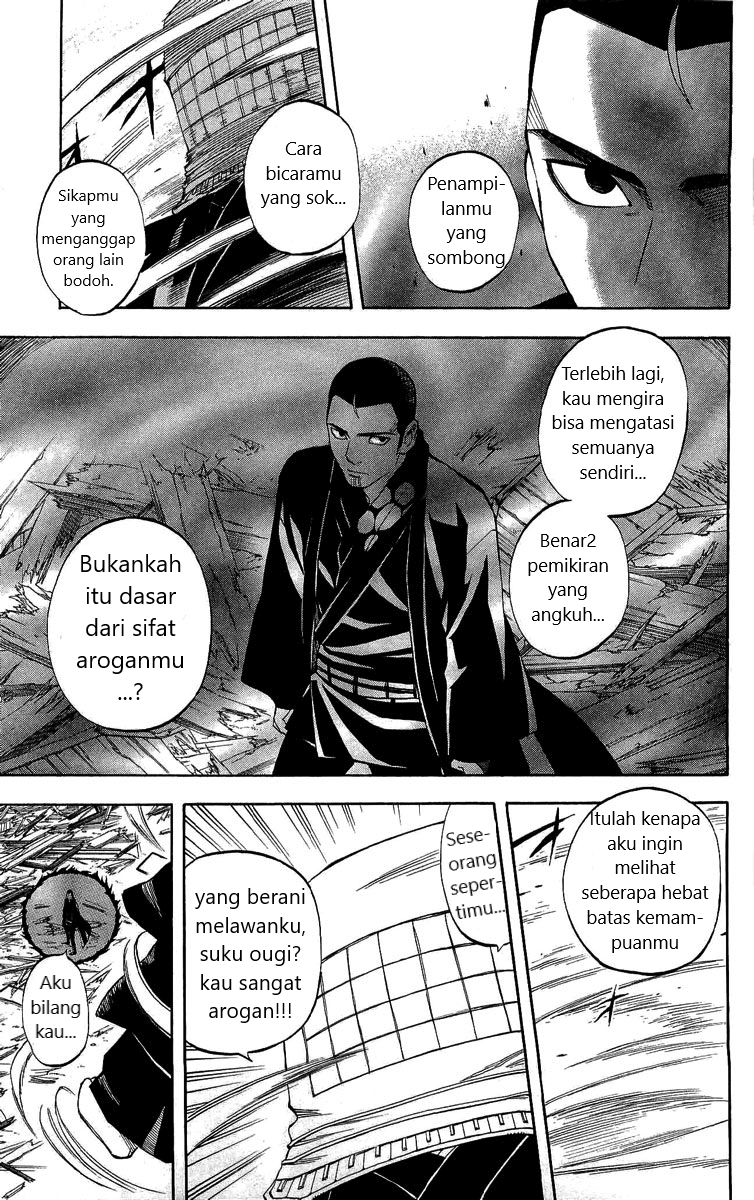 Penampi-
lanmu
yang
sombong
Cara
bicaramu
yang sok...
Sikapmu
yang
menganggap
orang lain
bodoh.
Terlebih lagi,
kau mengira
bisa mengatasi
semuanya
sendiri...
Benar2
pemikiran
yang
angkuh...
Bukankah
itu dasar
dari sifat
aroganmu
...?
Itulah kenapa
aku ingin
melihat
seberapa hebat
batas kemam-
puanmu
Sese-
orang
seper-
timu...
yang berani
melawanku,
suku ougi?
kau sangat
arogan!!!
Aku
bilang
kau...